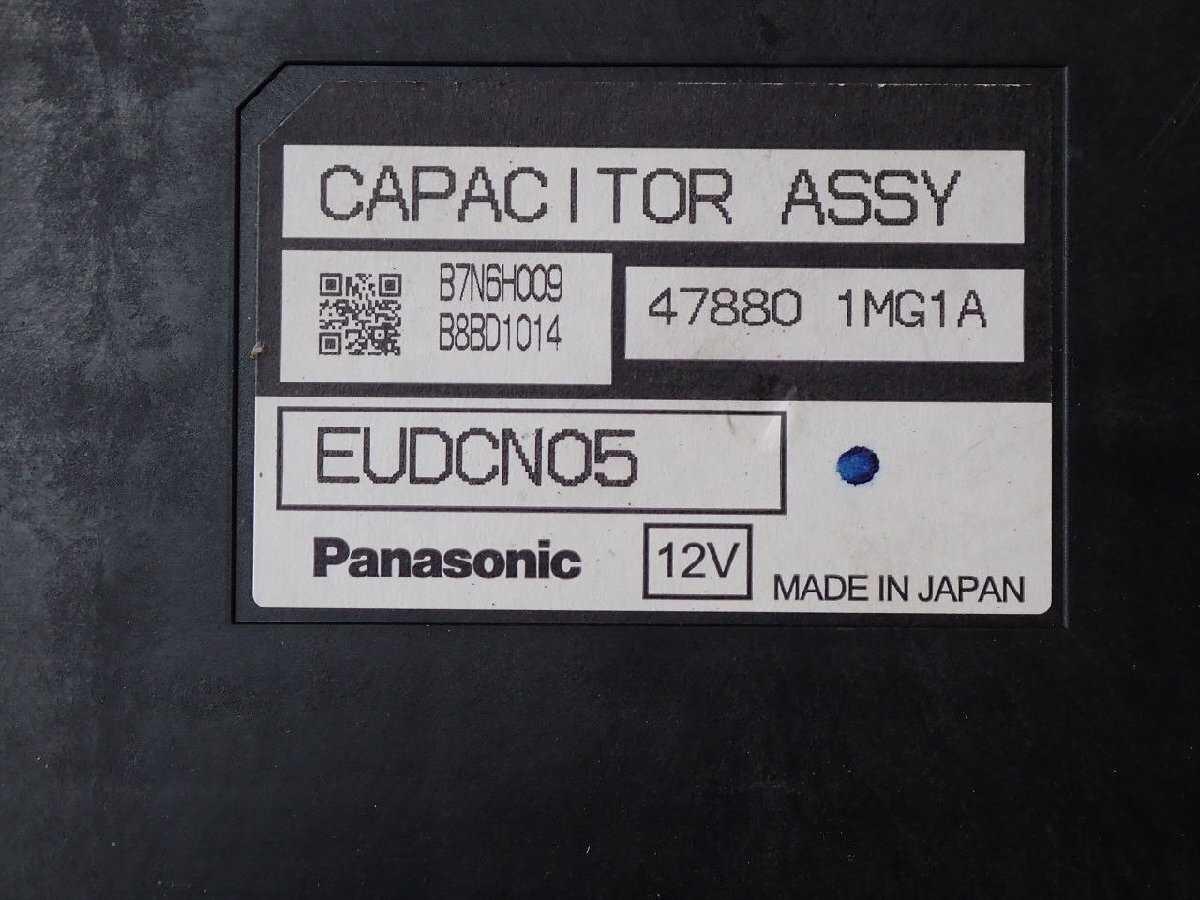 CAPACITOR ASSY
B7N6H009
B8BD1014
47880 1MG1A
EUDCN05
Panasonic
12V
MADE IN JAPAN